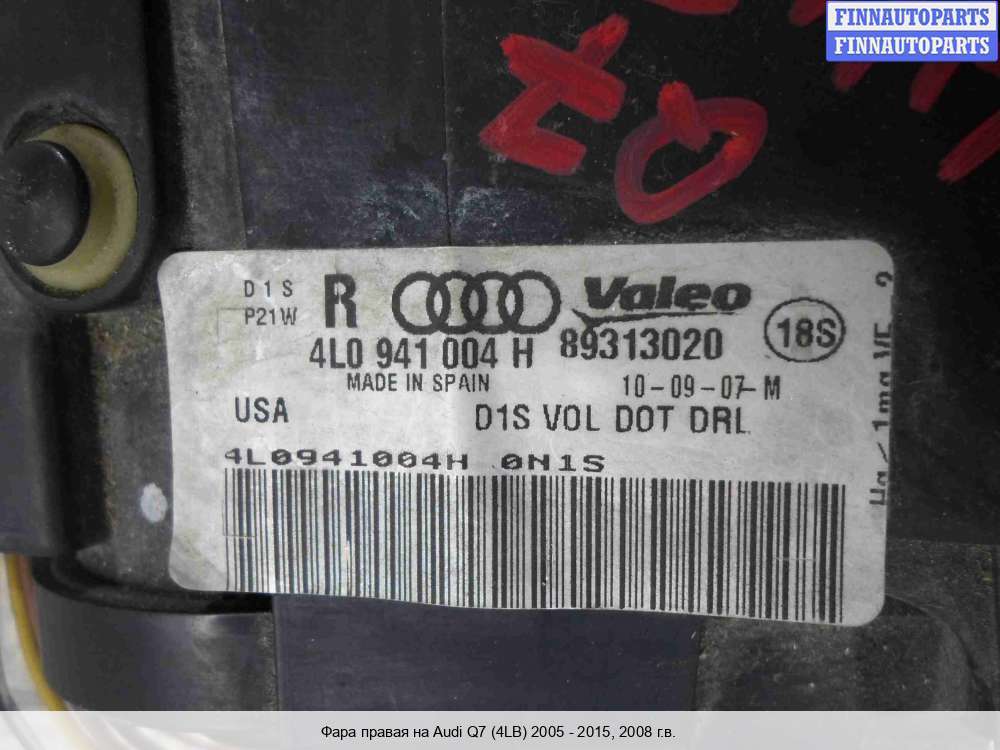 FINNAUTOPARTS
FINNAUTOPARTS
D1S
P21W
R
Valeo
4L0 941 004 H
89313020
18S
MADE IN SPAIN
10-09-07-M
USA
D1S VOL DOT DRL
4L0941004H 0N1S
Фара правая на Audi Q7 (4LB) 2005 - 2015, 2008 г.в.